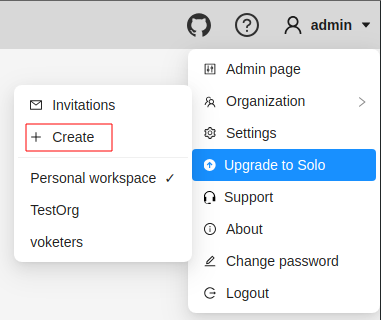 admin
Admin page
Organization
Settings
Upgrade to Solo
Support
About
Change password
Logout
Invitations
Create
Personal workspace ✓
TestOrg
voketers